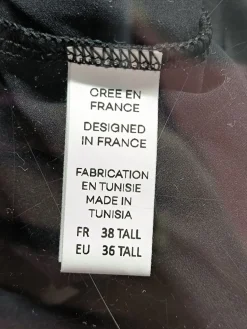 CREE EN
FRANCE
DESIGNED
IN FRANCE
FABRICATION
EN TUNISIE
MADE IN
TUNISIA
FR 38 TALL
EU 36 TALL